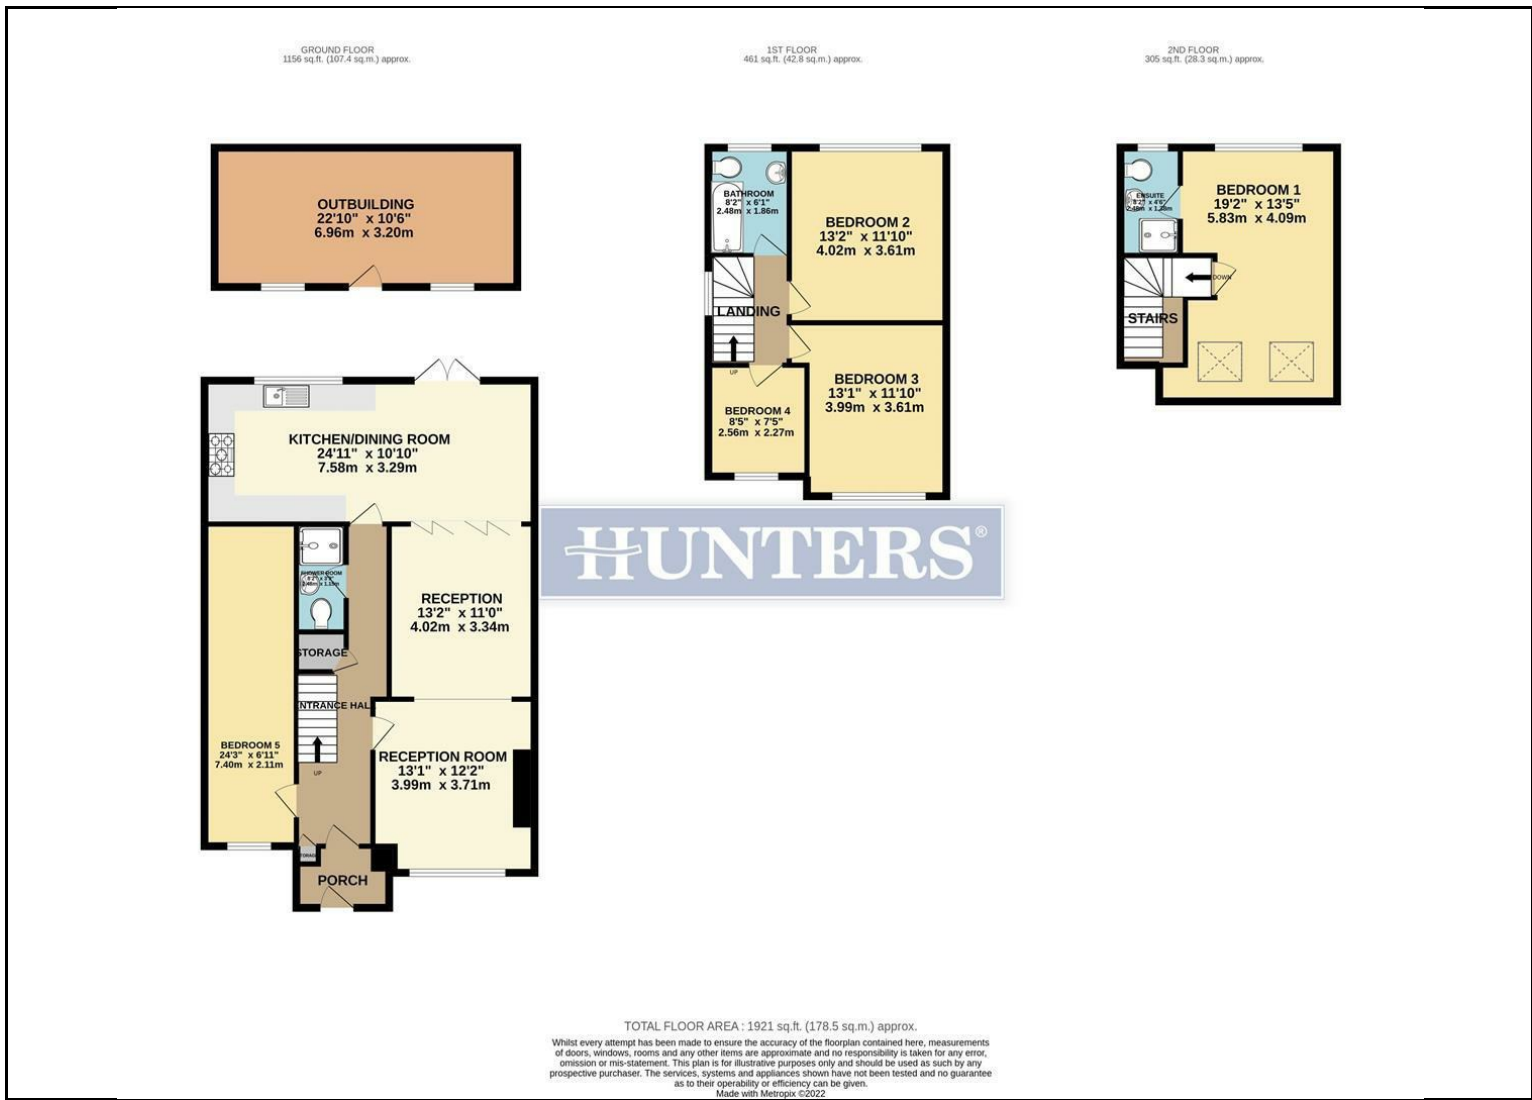 GROUND FLOOR
1156 sq.ft. (107.4 sq.m.) approx.
1ST FLOOR
461 sq.ft. (42.8 sq.m.) approx.
2ND FLOOR
305 sq.ft. (28.3 sq.m.) approx.
OUTBUILDING
22'10" x 10'6"
6.96m x 3.20m
BATHROOM
8'2" x 6'1"
2.48m x 1.86m
BEDROOM 2
13'2" x 11'10"
4.02m x 3.61m
LANDING
UP
BEDROOM 3
13'1" x 11'10"
3.99m x 3.61m
BEDROOM 4
8'5" x 7'5"
2.56m x 2.27m
ENSUITE
8'2" x 4'6"
BEDROOM 1
19'2" x 13'5"
5.83m x 4.09m
DOWN
STAIRS
KITCHEN/DINING ROOM
24'11" x 10'10"
7.58m x 3.29m
SHOWER ROOM
RECEPTION
13'2" x 11'0"
4.02m x 3.34m
STORAGE
ENTRANCE HALL
UP
BEDROOM 5
24'3" x 6'11"
7.40m x 2.11m
RECEPTION ROOM
13'1" x 12'2"
3.99m x 3.71m
PORCH
HUNTERS®
TOTAL FLOOR AREA : 1921 sq.ft. (178.5 sq.m.) approx.
Whilst every attempt has been made to ensure the accuracy of the floorplan contained here, measurements
of doors, windows, rooms and any other items are approximate and no responsibility is taken for any error,
omission or mis-statement. This plan is for illustrative purposes only and should be used as such by any
prospective purchaser. The services, systems and appliances shown have not been tested and no guarantee
as to their operability or efficiency can be given.
Made with Metropix ©2022